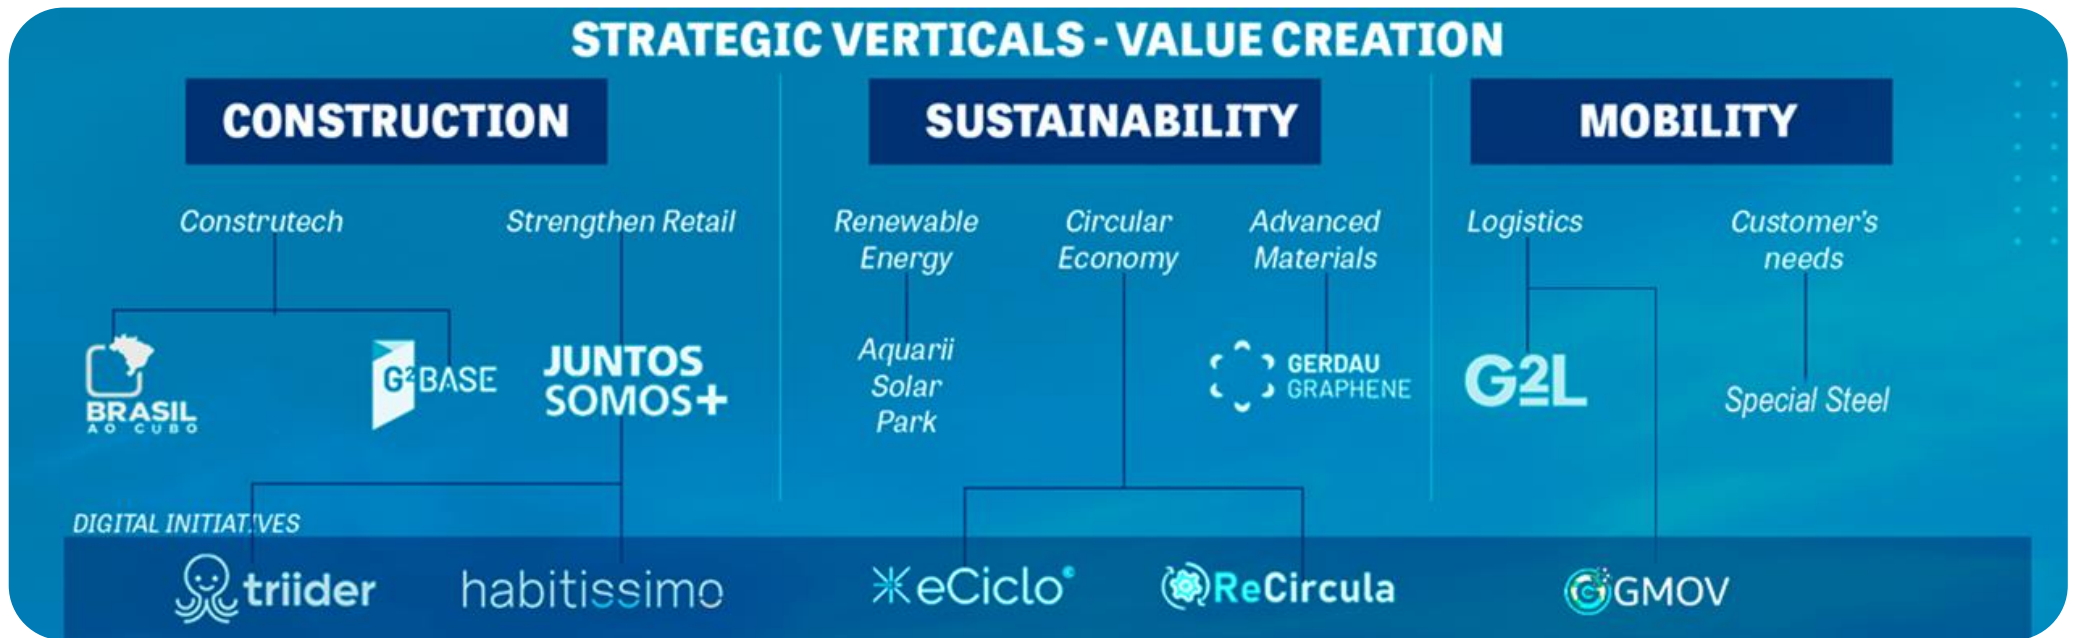 STRATEGIC VERTICALS - VALUE CREATION
CONSTRUCTION
SUSTAINABILITY
MOBILITY
Construtech
Strengthen Retail
Renewable
Energy
Circular
Economy
Advanced
Materials
Logistics
Customer's
needs
BRASIL
AO CUBO
G²BASE
JUNTOS
SOMOS+
Aquarii
Solar
Park
GERDAU
GRAPHENE
G2L
Special Steel
DIGITAL INITIATIVES
triider
habitissimo
eCiclo
ReCircula
G
GMOV